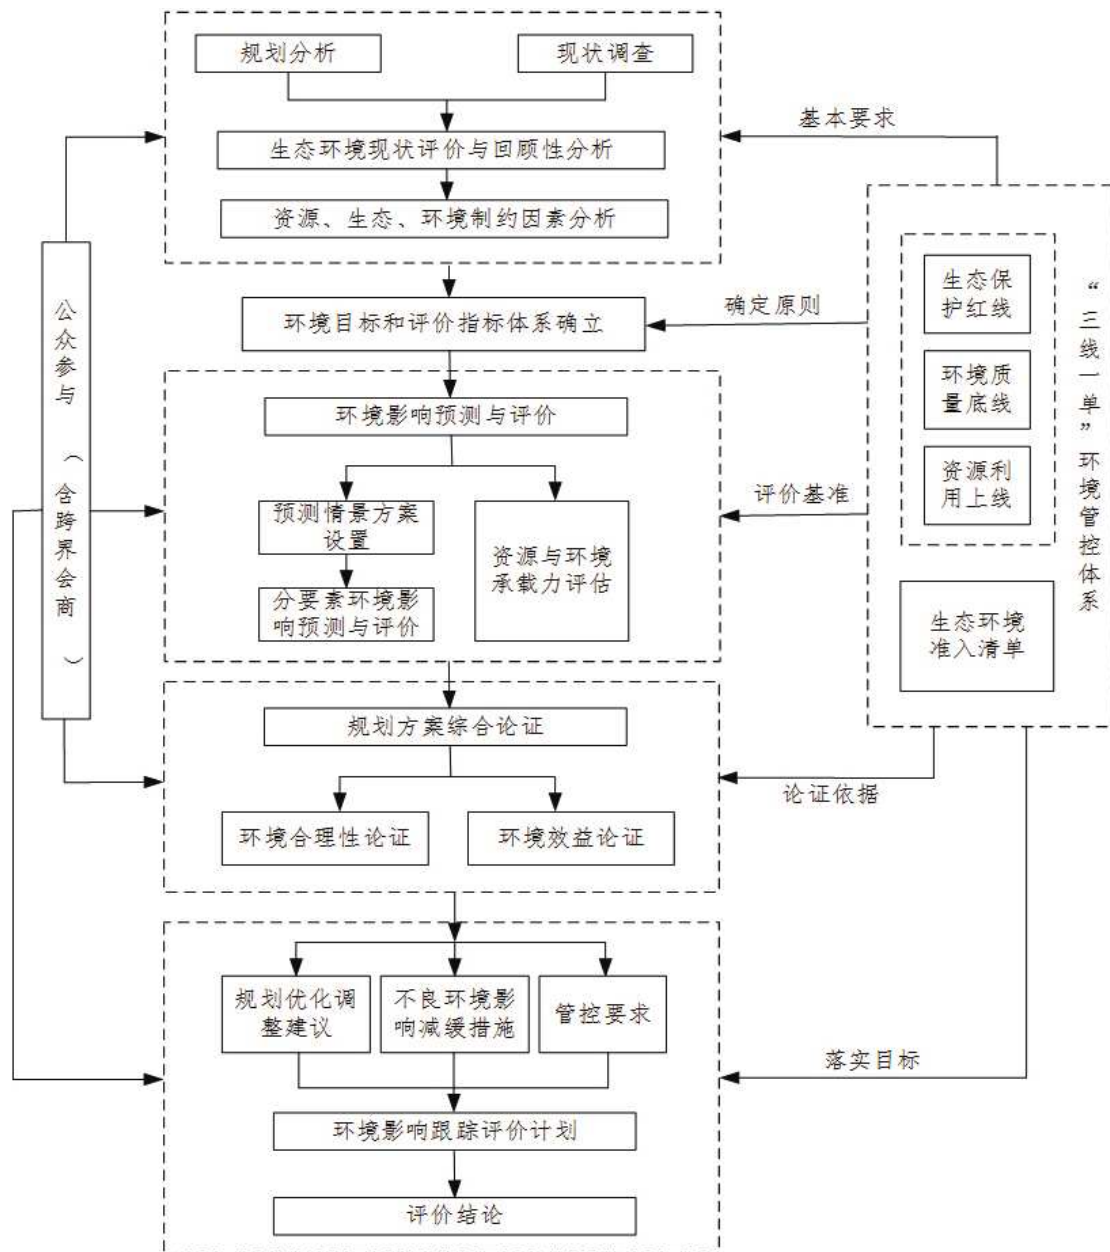 规划分析
现状调查
生态环境现状评价与回顾性分析
资源、生态、环境制约因素分析
基本要求
环境目标和评价指标体系确立
确定原则
公众参与（含跨界会商）
生态保
护红线
环境质
量底线
资源利
用上线
生态环境
准入清单
“三线一单”环境管控体系
环境影响预测与评价
预测情景方案
设置
分要素环境影
响预测与评价
资源与环境
承载力评估
评价基准
规划方案综合论证
环境合理性论证
环境效益论证
论证依据
规划优化调
整建议
不良环境影
响减缓措施
管控要求
落实目标
环境影响跟踪评价计划
评价结论